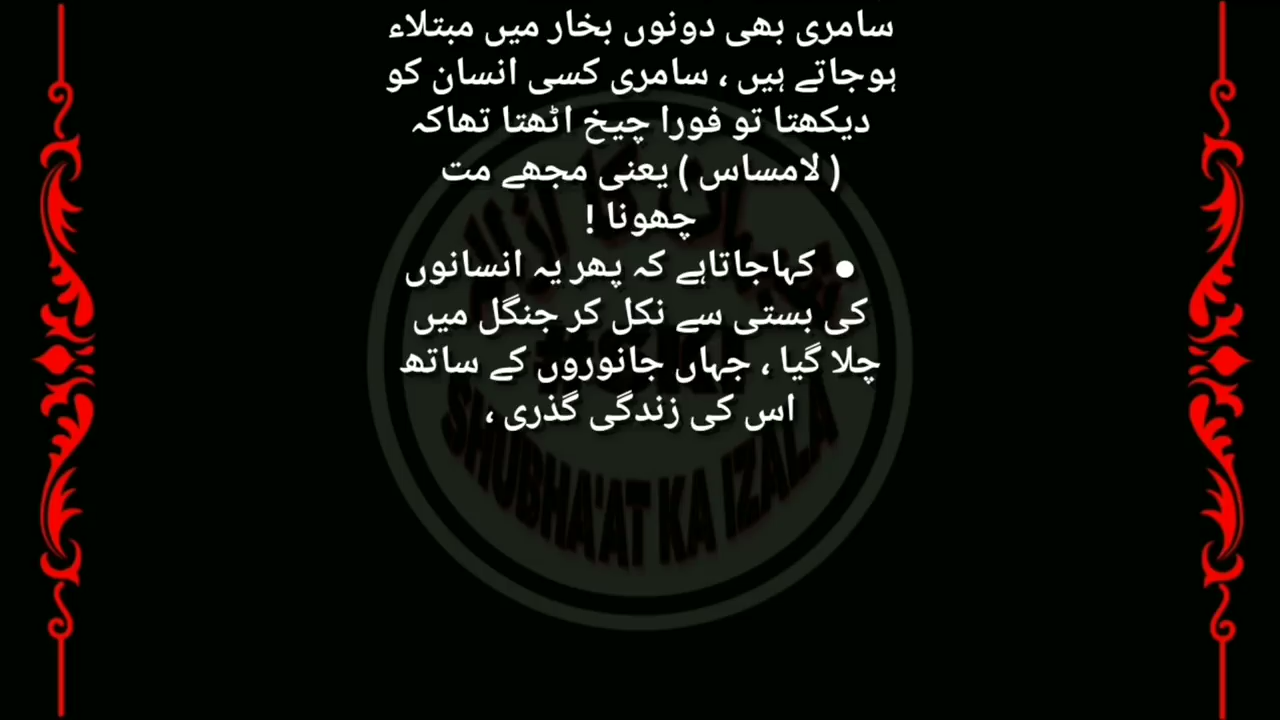 سامری بھی دونوں بخار میں مبتلاء
ہوجاتے ہیں ، سامری کسی انسان کو
دیکھتا تو فورا چیخ اٹھتا تھاکہ
( لامساس ) یعنی مجھے مت
چھونا !
● کہاجاتاہے کہ پھر یہ انسانوں
کی بستی سے نکل کر جنگل میں
چلا گیا ، جہاں جانوروں کے ساتھ
اس کی زندگی گذری ،
SHUBHA'AT KA IZALA